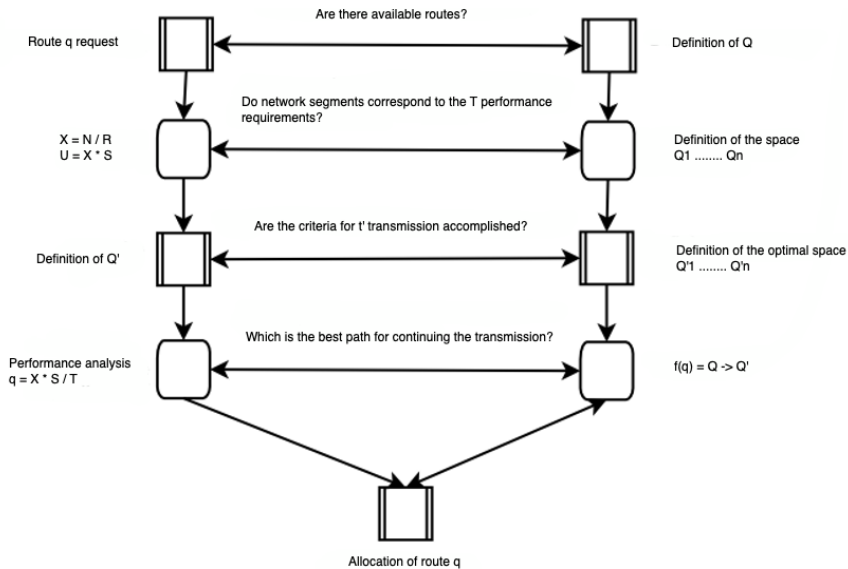 Are there available routes?
Route q request
Definition of Q
Do network segments correspond to the T performance
requirements?
X = N / R
U = X * S
Definition of the space
Q1 ........ Qn
Are the criteria for t' transmission accomplished?
Definition of Q'
Definition of the optimal space
Q'1 ........ Q'n
Which is the best path for continuing the transmission?
Performance analysis
q = X * S / T
f(q) = Q -> Q'
Allocation of route q